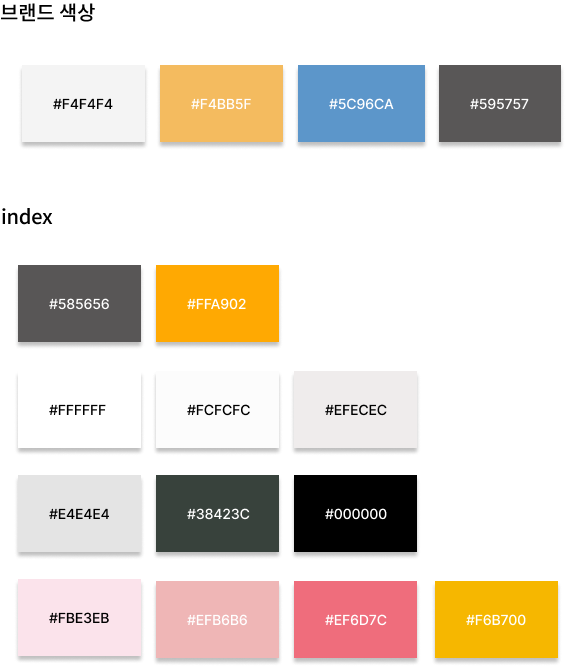 브랜드 색상
#F4F4F4 #F4BB5F #5C96CA #595757
index
#585656 #FFA902
#FFFFFF #FCFCFC #EFECEC
#E4E4E4 #38423C #000000
#FBE3EB #EFB6B6 #EF6D7C #F6B700